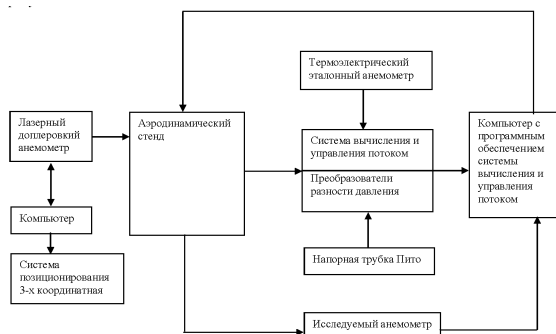 Термоэлектрический
эталонный анемометр
Лазерный
доплеровкий
анемометр
Аэродинамический
стенд
Система вычисления и
управления потоком
Преобразователи
разности давления
Компьютер с
программным
обеспечением
системы
вычисления и
управления
потоком
Компьютер
Система
позиционирования
3-х координатная
Напорная трубка Пито
Исследуемый анемометр